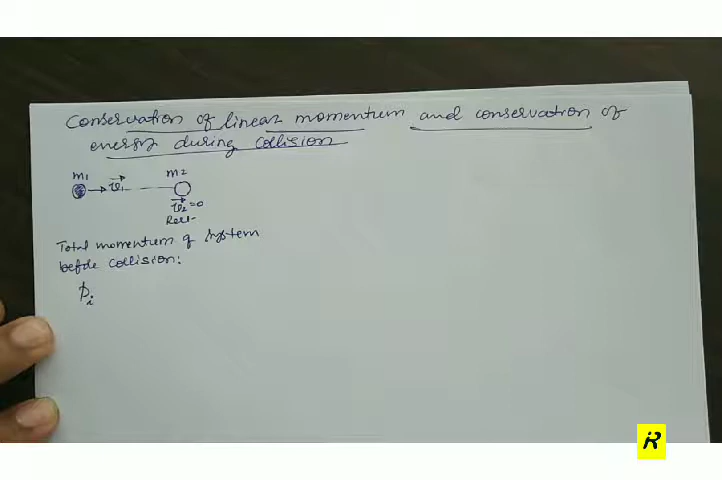 Conservation of linear momentum and conservation of
energy during collision
m1 m2
v1
v2=0
Rest
Total momentum of system
before collision:
pi
R